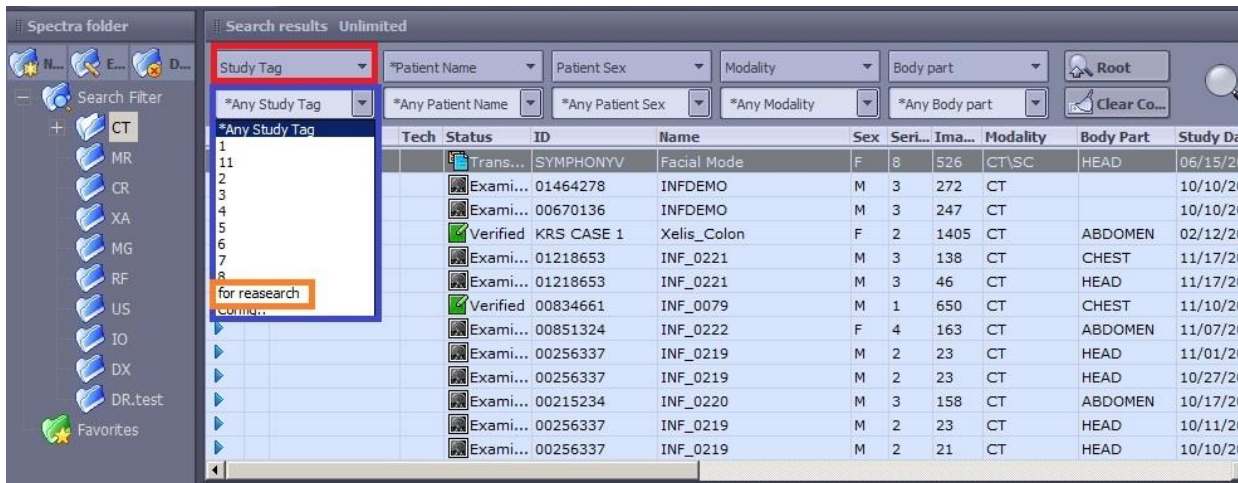 Spectra folder
Search results Unlimited
N... E... D...
Study Tag *Patient Name Patient Sex Modality Body part Root
*Any Study Tag *Any Patient Name *Any Patient Sex *Any Modality *Any Body part Clear Co...
Search Filter
CT
MR
CR
XA
MG
RF
US
IO
DX
DR.test
Favorites
*Any Study Tag
1
11
2
3
4
5
6
7
8
for reasearch
Config..
Tech Status ID Name Sex Seri... Ima... Modality Body Part Study Da
Trans... SYMPHONYV Facial Mode F 8 526 CT\SC HEAD 06/15/2
Exami... 01464278 INFDEMO M 3 272 CT 10/10/2
Exami... 00670136 INFDEMO M 3 247 CT 10/10/2
Verified KRS CASE 1 Xelis_Colon F 2 1405 CT ABDOMEN 02/12/2
Exami... 01218653 INF_0221 M 3 138 CT CHEST 11/17/2
Exami... 01218653 INF_0221 M 3 46 CT HEAD 11/17/2
Verified 00834661 INF_0079 M 1 650 CT CHEST 11/10/2
Exami... 00851324 INF_0222 F 4 163 CT ABDOMEN 11/07/2
Exami... 00256337 INF_0219 M 2 23 CT HEAD 11/01/2
Exami... 00256337 INF_0219 M 2 23 CT HEAD 10/27/2
Exami... 00215234 INF_0220 M 3 158 CT ABDOMEN 10/17/2
Exami... 00256337 INF_0219 M 2 23 CT HEAD 10/11/2
Exami... 00256337 INF_0219 M 2 21 CT HEAD 10/10/2